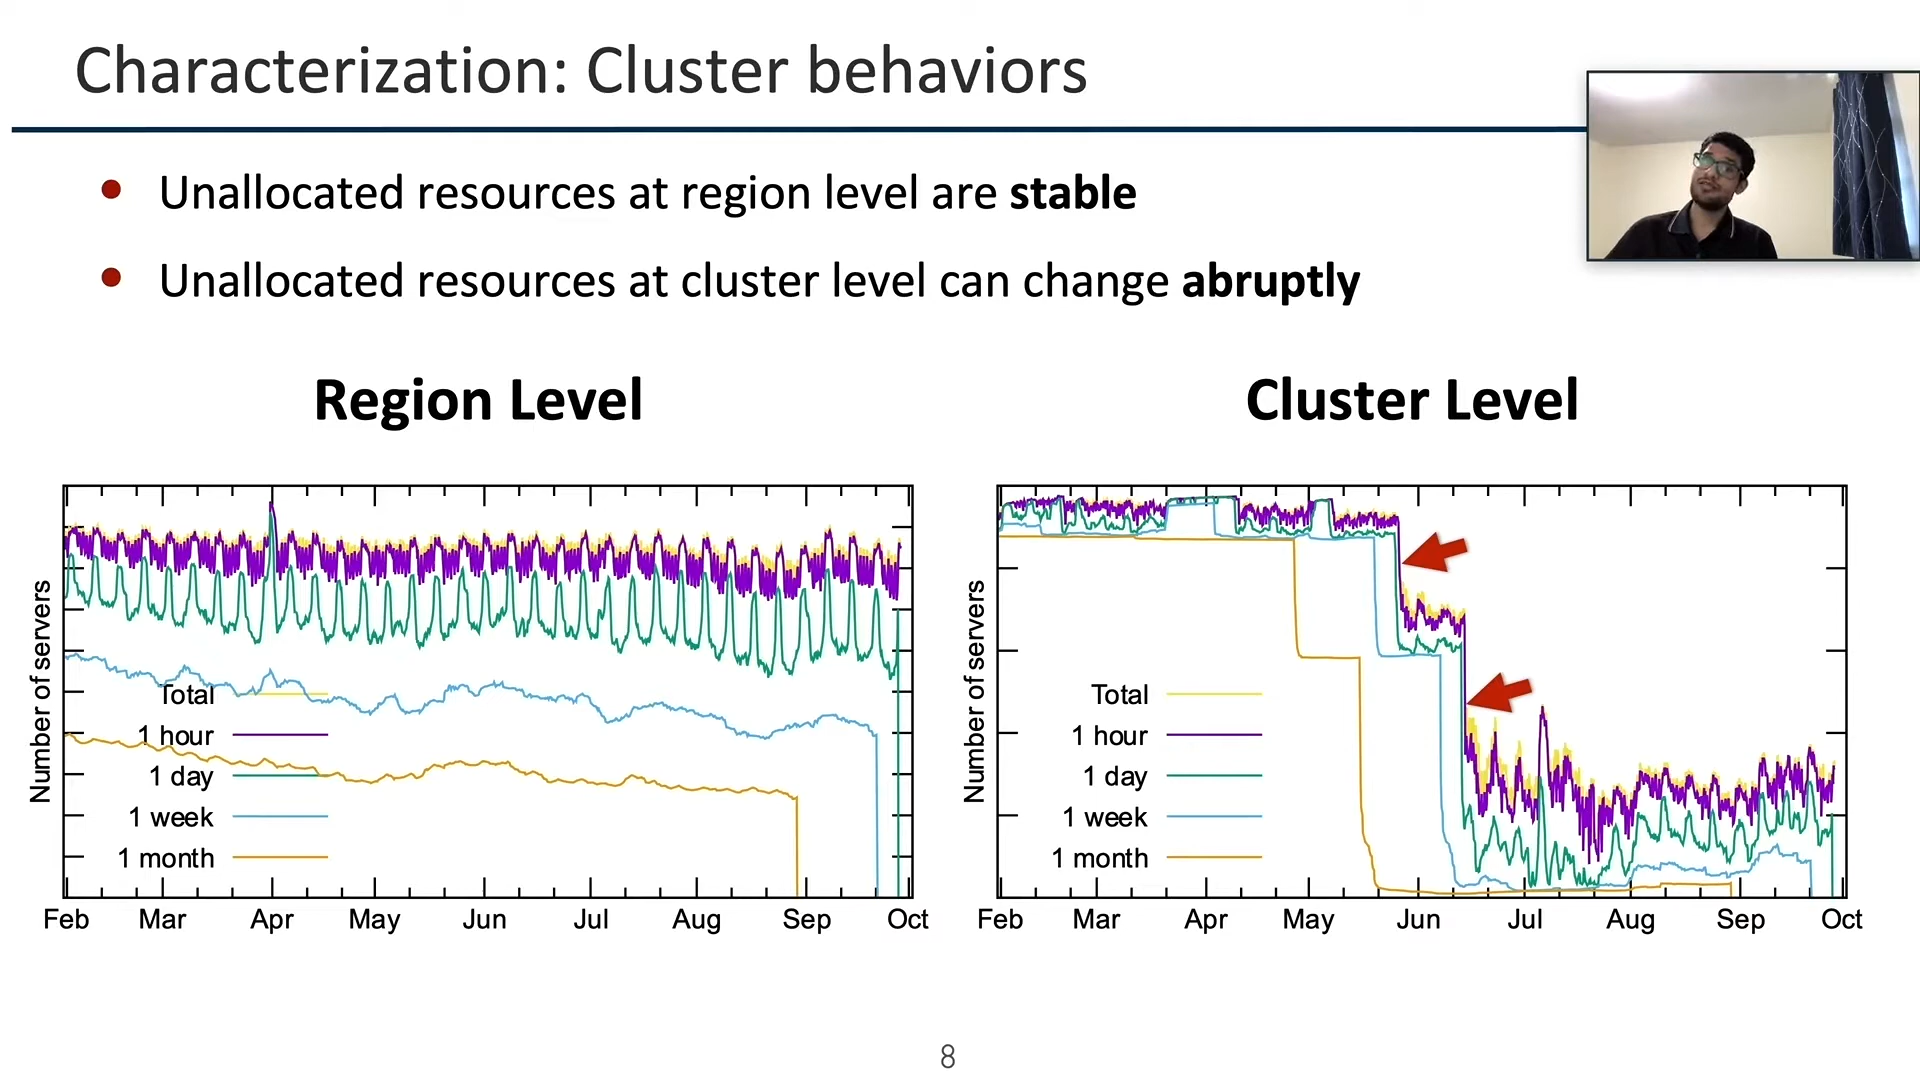 Characterization: Cluster behaviors
Unallocated resources at region level are stable
Unallocated resources at cluster level can change abruptly
Region Level
Number of servers
Total
1 hour
1 day
1 week
1 month
Feb Mar Apr May Jun Jul Aug Sep Oct
Cluster Level
Number of servers
Total
1 hour
1 day
1 week
1 month
Feb Mar Apr May Jun Jul Aug Sep Oct
8